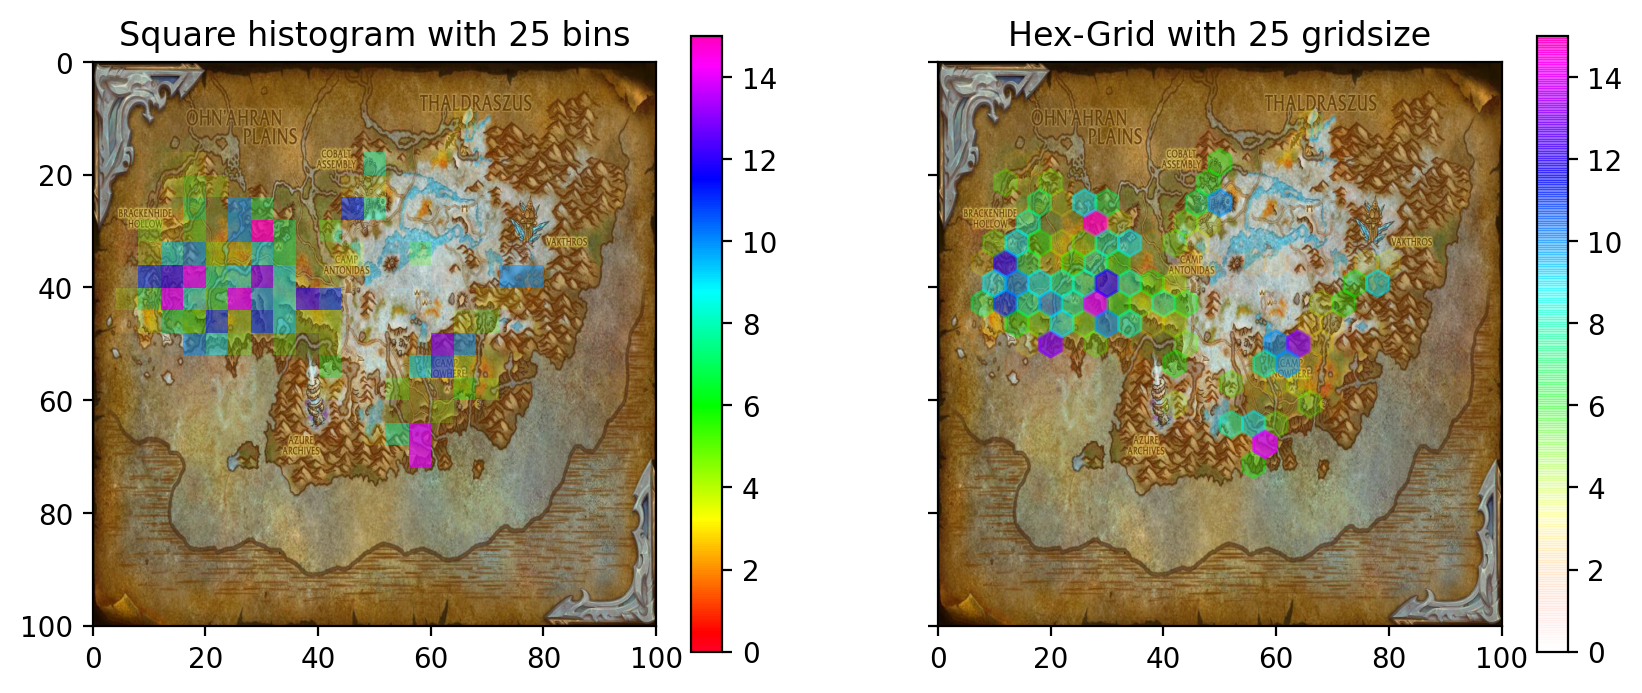 Square histogram with 25 bins
0
20
40
60
80
100
0 20 40 60 80 100
OHN'AHRAN
PLAINS
THALDRASZUS
COBALT
ASSEMBLY
BRACKENHIDE
HOLLOW
VAKTHROS
CAMP
ANTONIDAS
CAMP
NOWHERE
AZURE
ARCHIVES
14
12
10
8
6
4
2
0
Hex-Grid with 25 gridsize
0 20 40 60 80 100
OHN'AHRAN
PLAINS
THALDRASZUS
COBALT
ASSEMBLY
BRACKENHIDE
HOLLOW
VAKTHROS
CAMP
ANTONIDAS
NOWHERE
AZURE
ARCHIVES
14
12
10
8
6
4
2
0